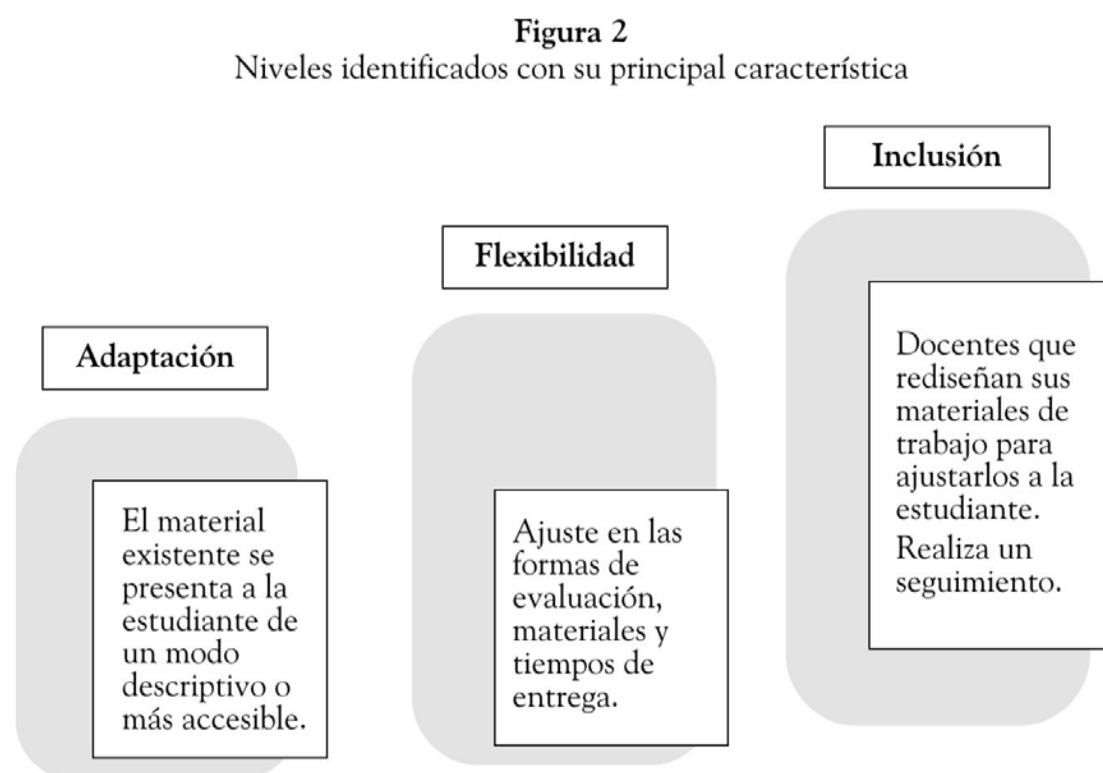 Figura 2
Niveles identificados con su principal característica
Adaptación
El material
existente se
presenta a la
estudiante de
un modo
descriptivo o
más accesible.
Flexibilidad
Ajuste en las
formas de
evaluación,
materiales y
tiempos de
entrega.
Inclusión
Docentes que
rediseñan sus
materiales de
trabajo para
ajustarlos a la
estudiante.
Realiza un
seguimiento.